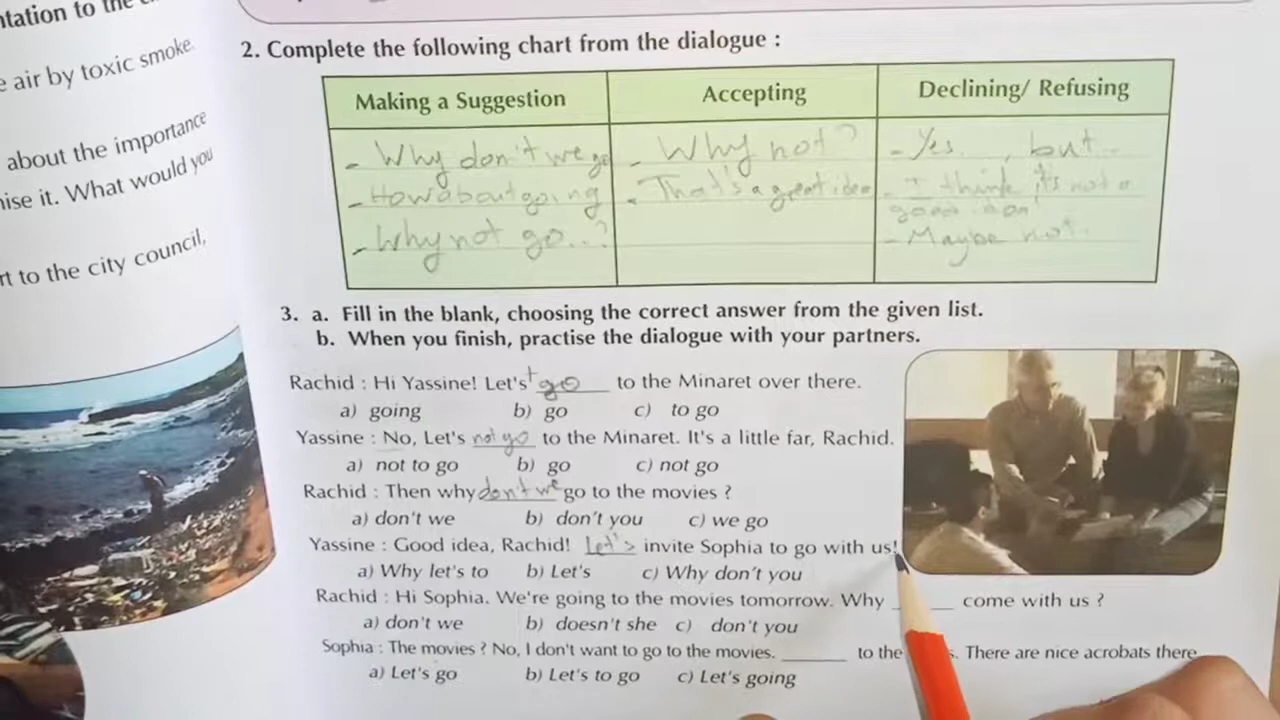 ntation to the
2. Complete the following chart from the dialogue :
e air by toxic smoke.
about the importance
nise it. What would you
rt to the city council,
Making a Suggestion
Accepting
Declining/ Refusing
- Why don't we go
- How about going
- Why not go...?
- Why not?
- That's a great idea
- Yes... , but...
- I think it's not a
good idea
- Maybe not.
3. a. Fill in the blank, choosing the correct answer from the given list.
b. When you finish, practise the dialogue with your partners.
Rachid : Hi Yassine! Let's go to the Minaret over there.
a) going b) go c) to go
Yassine : No, Let's not go to the Minaret. It's a little far, Rachid.
a) not to go b) go c) not go
Rachid : Then why don't we go to the movies ?
a) don't we b) don't you c) we go
Yassine : Good idea, Rachid! Let's invite Sophia to go with us!
a) Why let's to b) Let's c) Why don't you
Rachid : Hi Sophia. We're going to the movies tomorrow. Why ______ come with us ?
a) don't we b) doesn't she c) don't you
Sophia : The movies ? No, I don't want to go to the movies. ______ to the . There are nice acrobats there
a) Let's go b) Let's to go c) Let's going